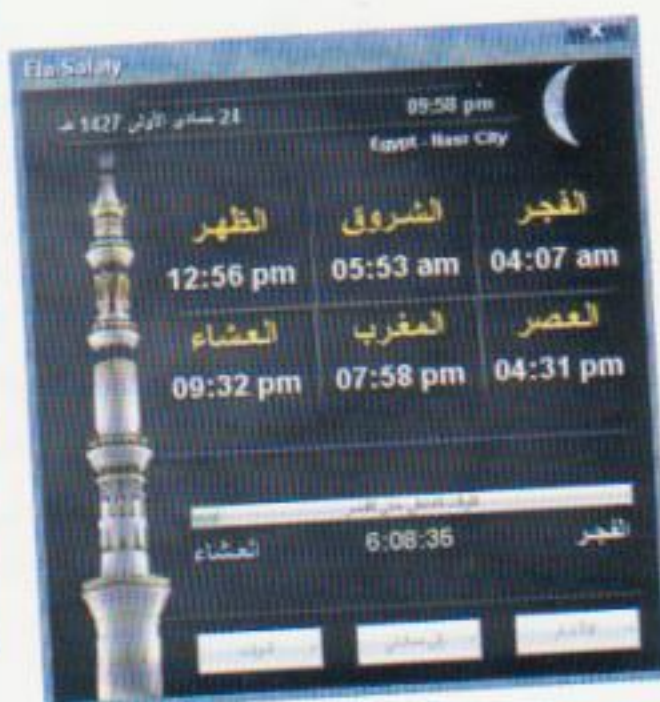 Ela-Salaty
X
24 جمادى الأولى 1427 هـ
09:58 pm
Egypt - Nasr City
الفجر الشروق الظهر
04:07 am 05:53 am 12:56 pm
العصر المغرب العشاء
04:31 pm 07:58 pm 09:32 pm
الفجر 6:08:35 العشاء